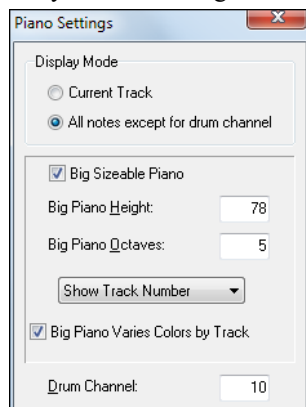 Piano Settings
Display Mode
Current Track
All notes except for drum channel
Big Sizeable Piano
Big Piano Height: 78
Big Piano Octaves: 5
Show Track Number
Big Piano Varies Colors by Track
Drum Channel: 10